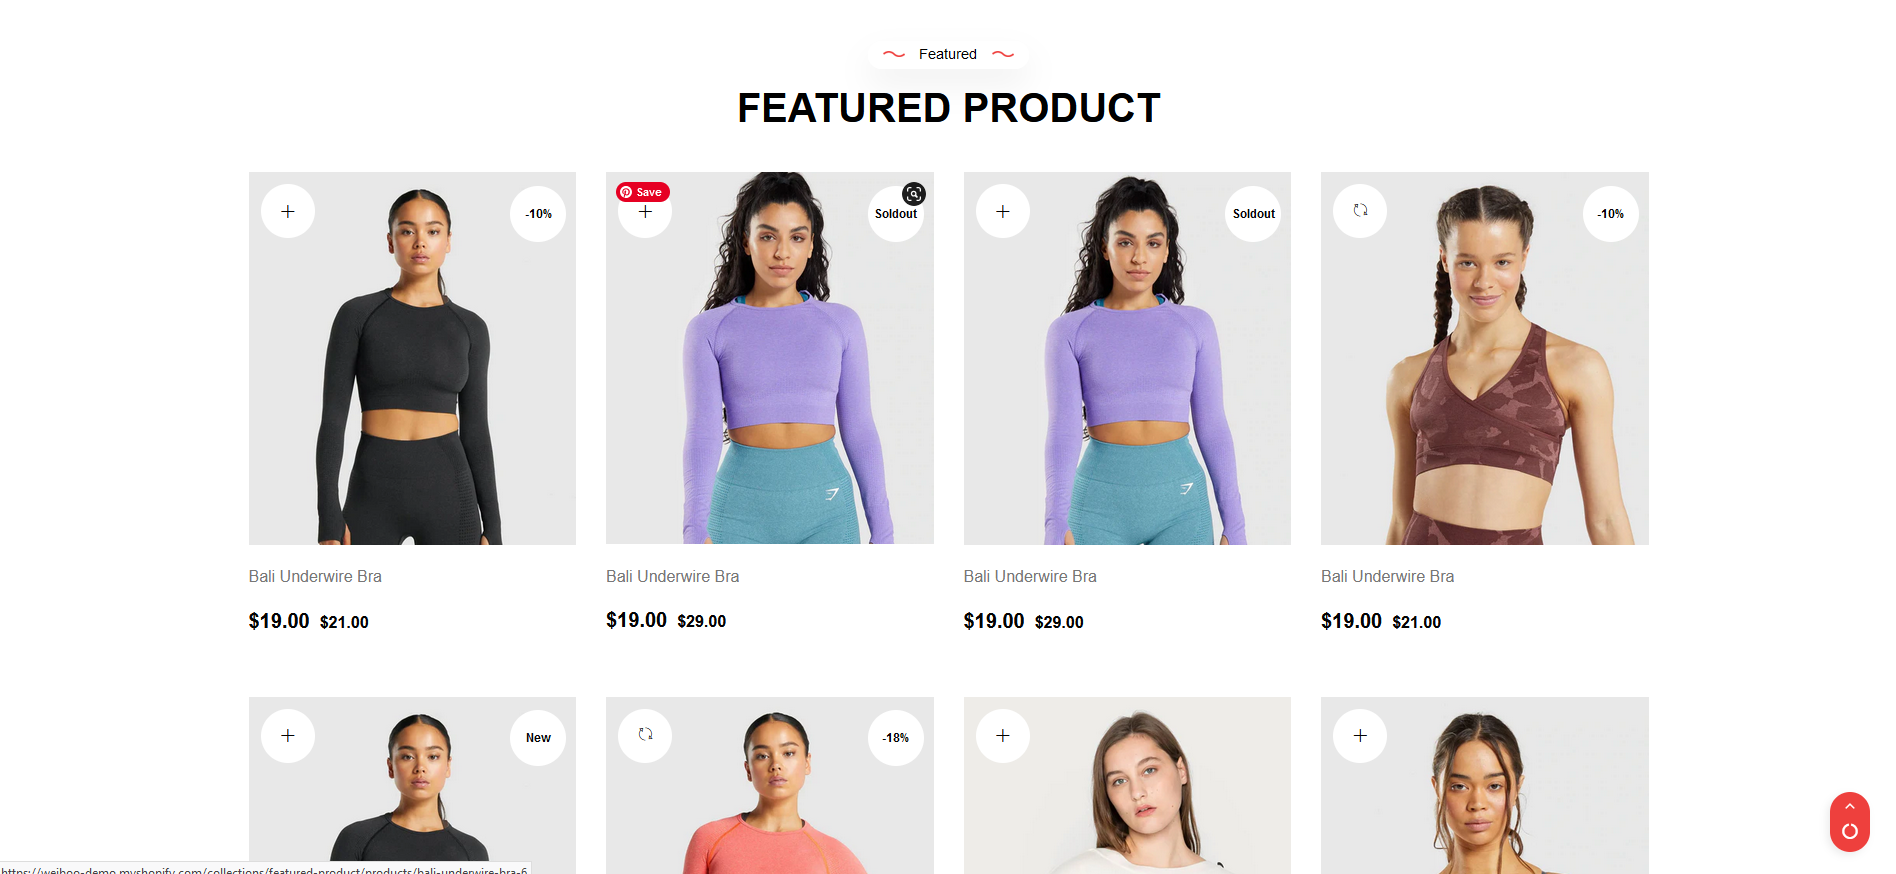 Featured
FEATURED PRODUCT
-10%
Save
Soldout
Soldout
-10%
Bali Underwire Bra
$19.00 $21.00
Bali Underwire Bra
$19.00 $29.00
Bali Underwire Bra
$19.00 $29.00
Bali Underwire Bra
$19.00 $21.00
New
-18%
https://weiboo-demo.myshopify.com/collections/featured-product/products/bali-underwire-bra-6